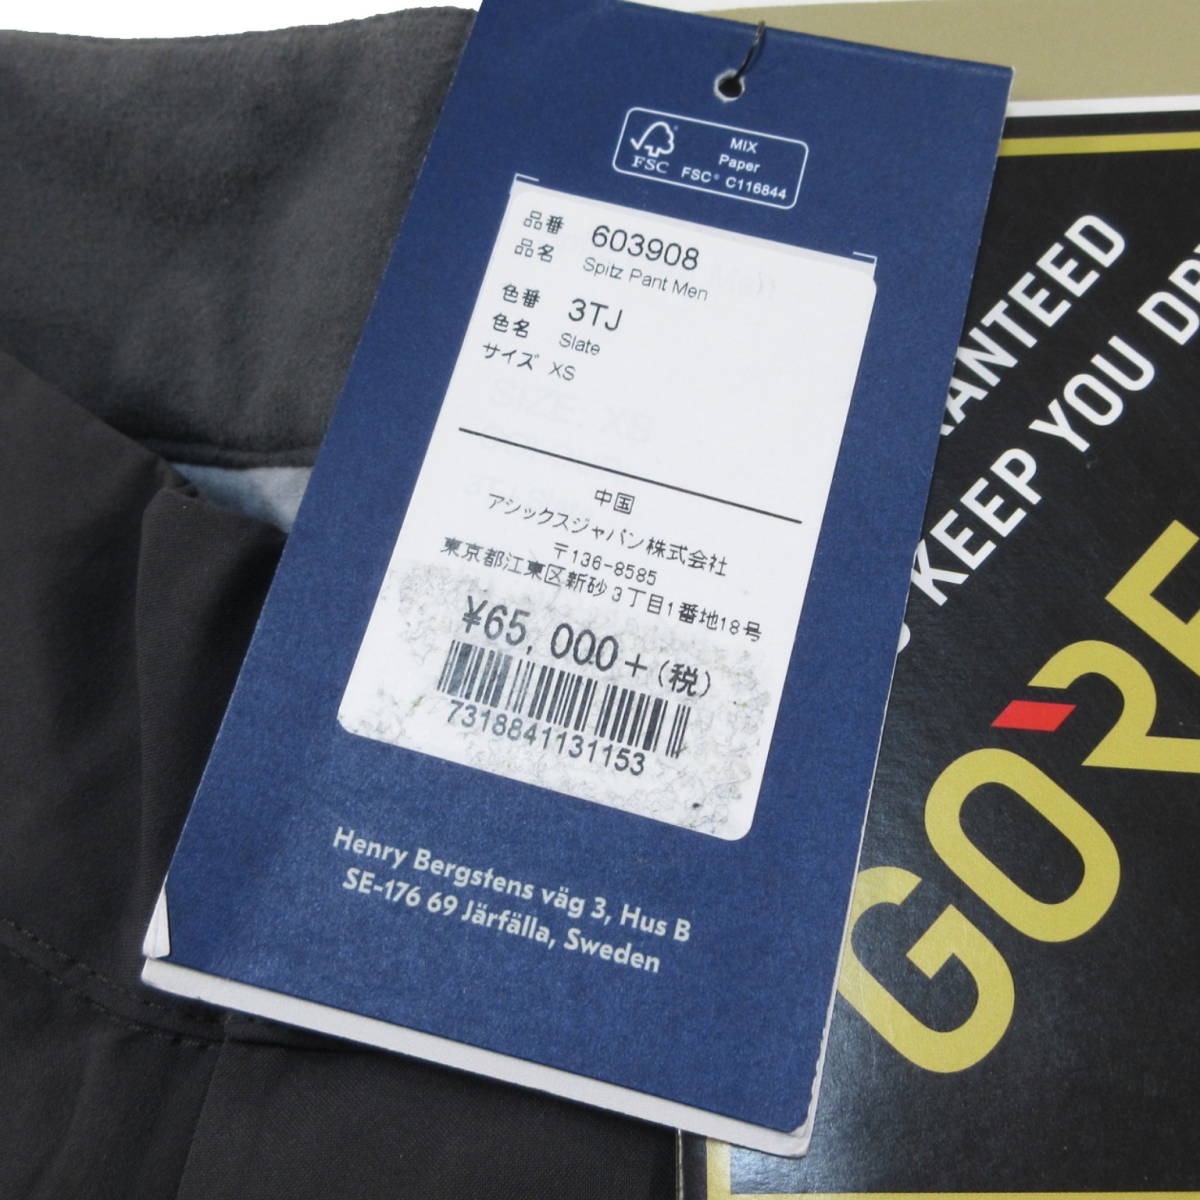 FSC
MIX
Paper
FSC® C116844
品番 603908
品名 Spitz Pant Men
色番 3TJ
色名 Slate
サイズ XS
中国
アシックスジャパン株式会社
〒136-8585
東京都江東区新砂3丁目1番地18号
¥65,000+(税)
7318841131153
Henry Bergstens väg 3, Hus B
SE-176 69 Järfälla, Sweden
KEEP YOU
GORE